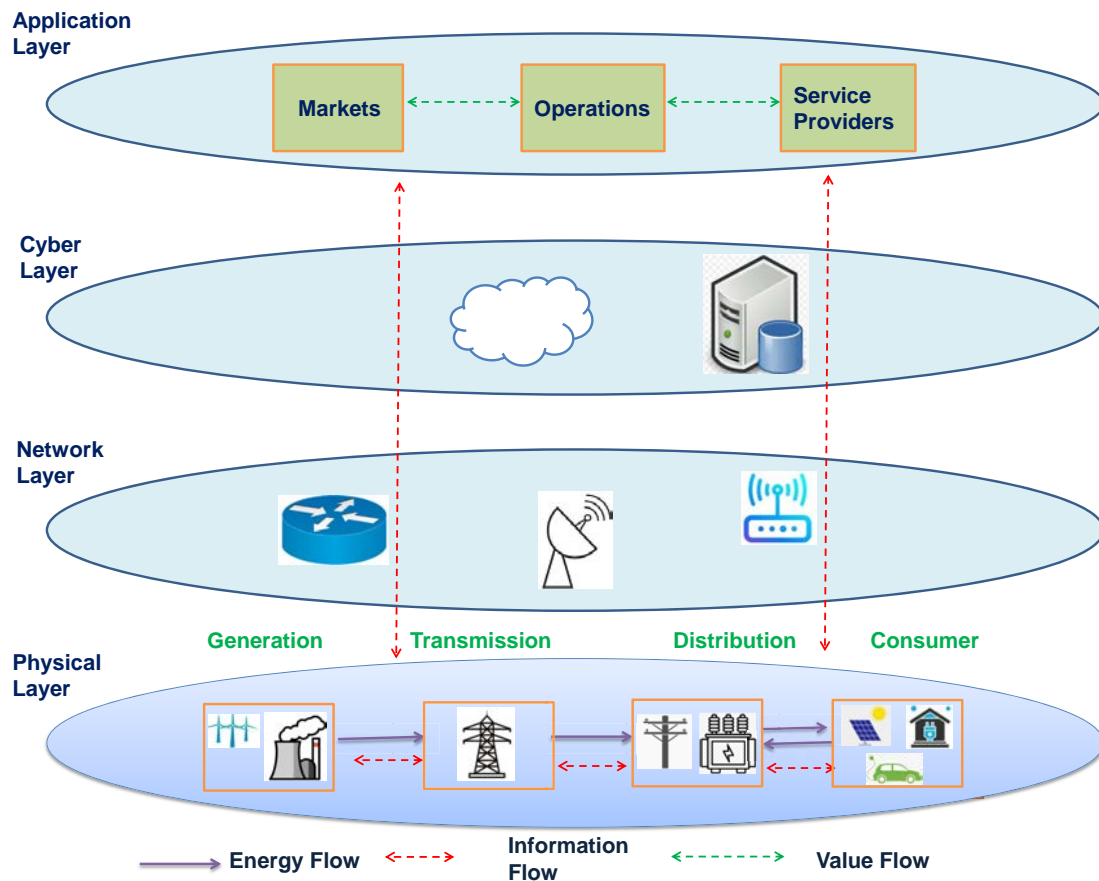 Application
Layer
Markets
Operations
Service
Providers
Cyber
Layer
Network
Layer
Generation
Transmission
Distribution
Consumer
Physical
Layer
Energy Flow
Information
Flow
Value Flow